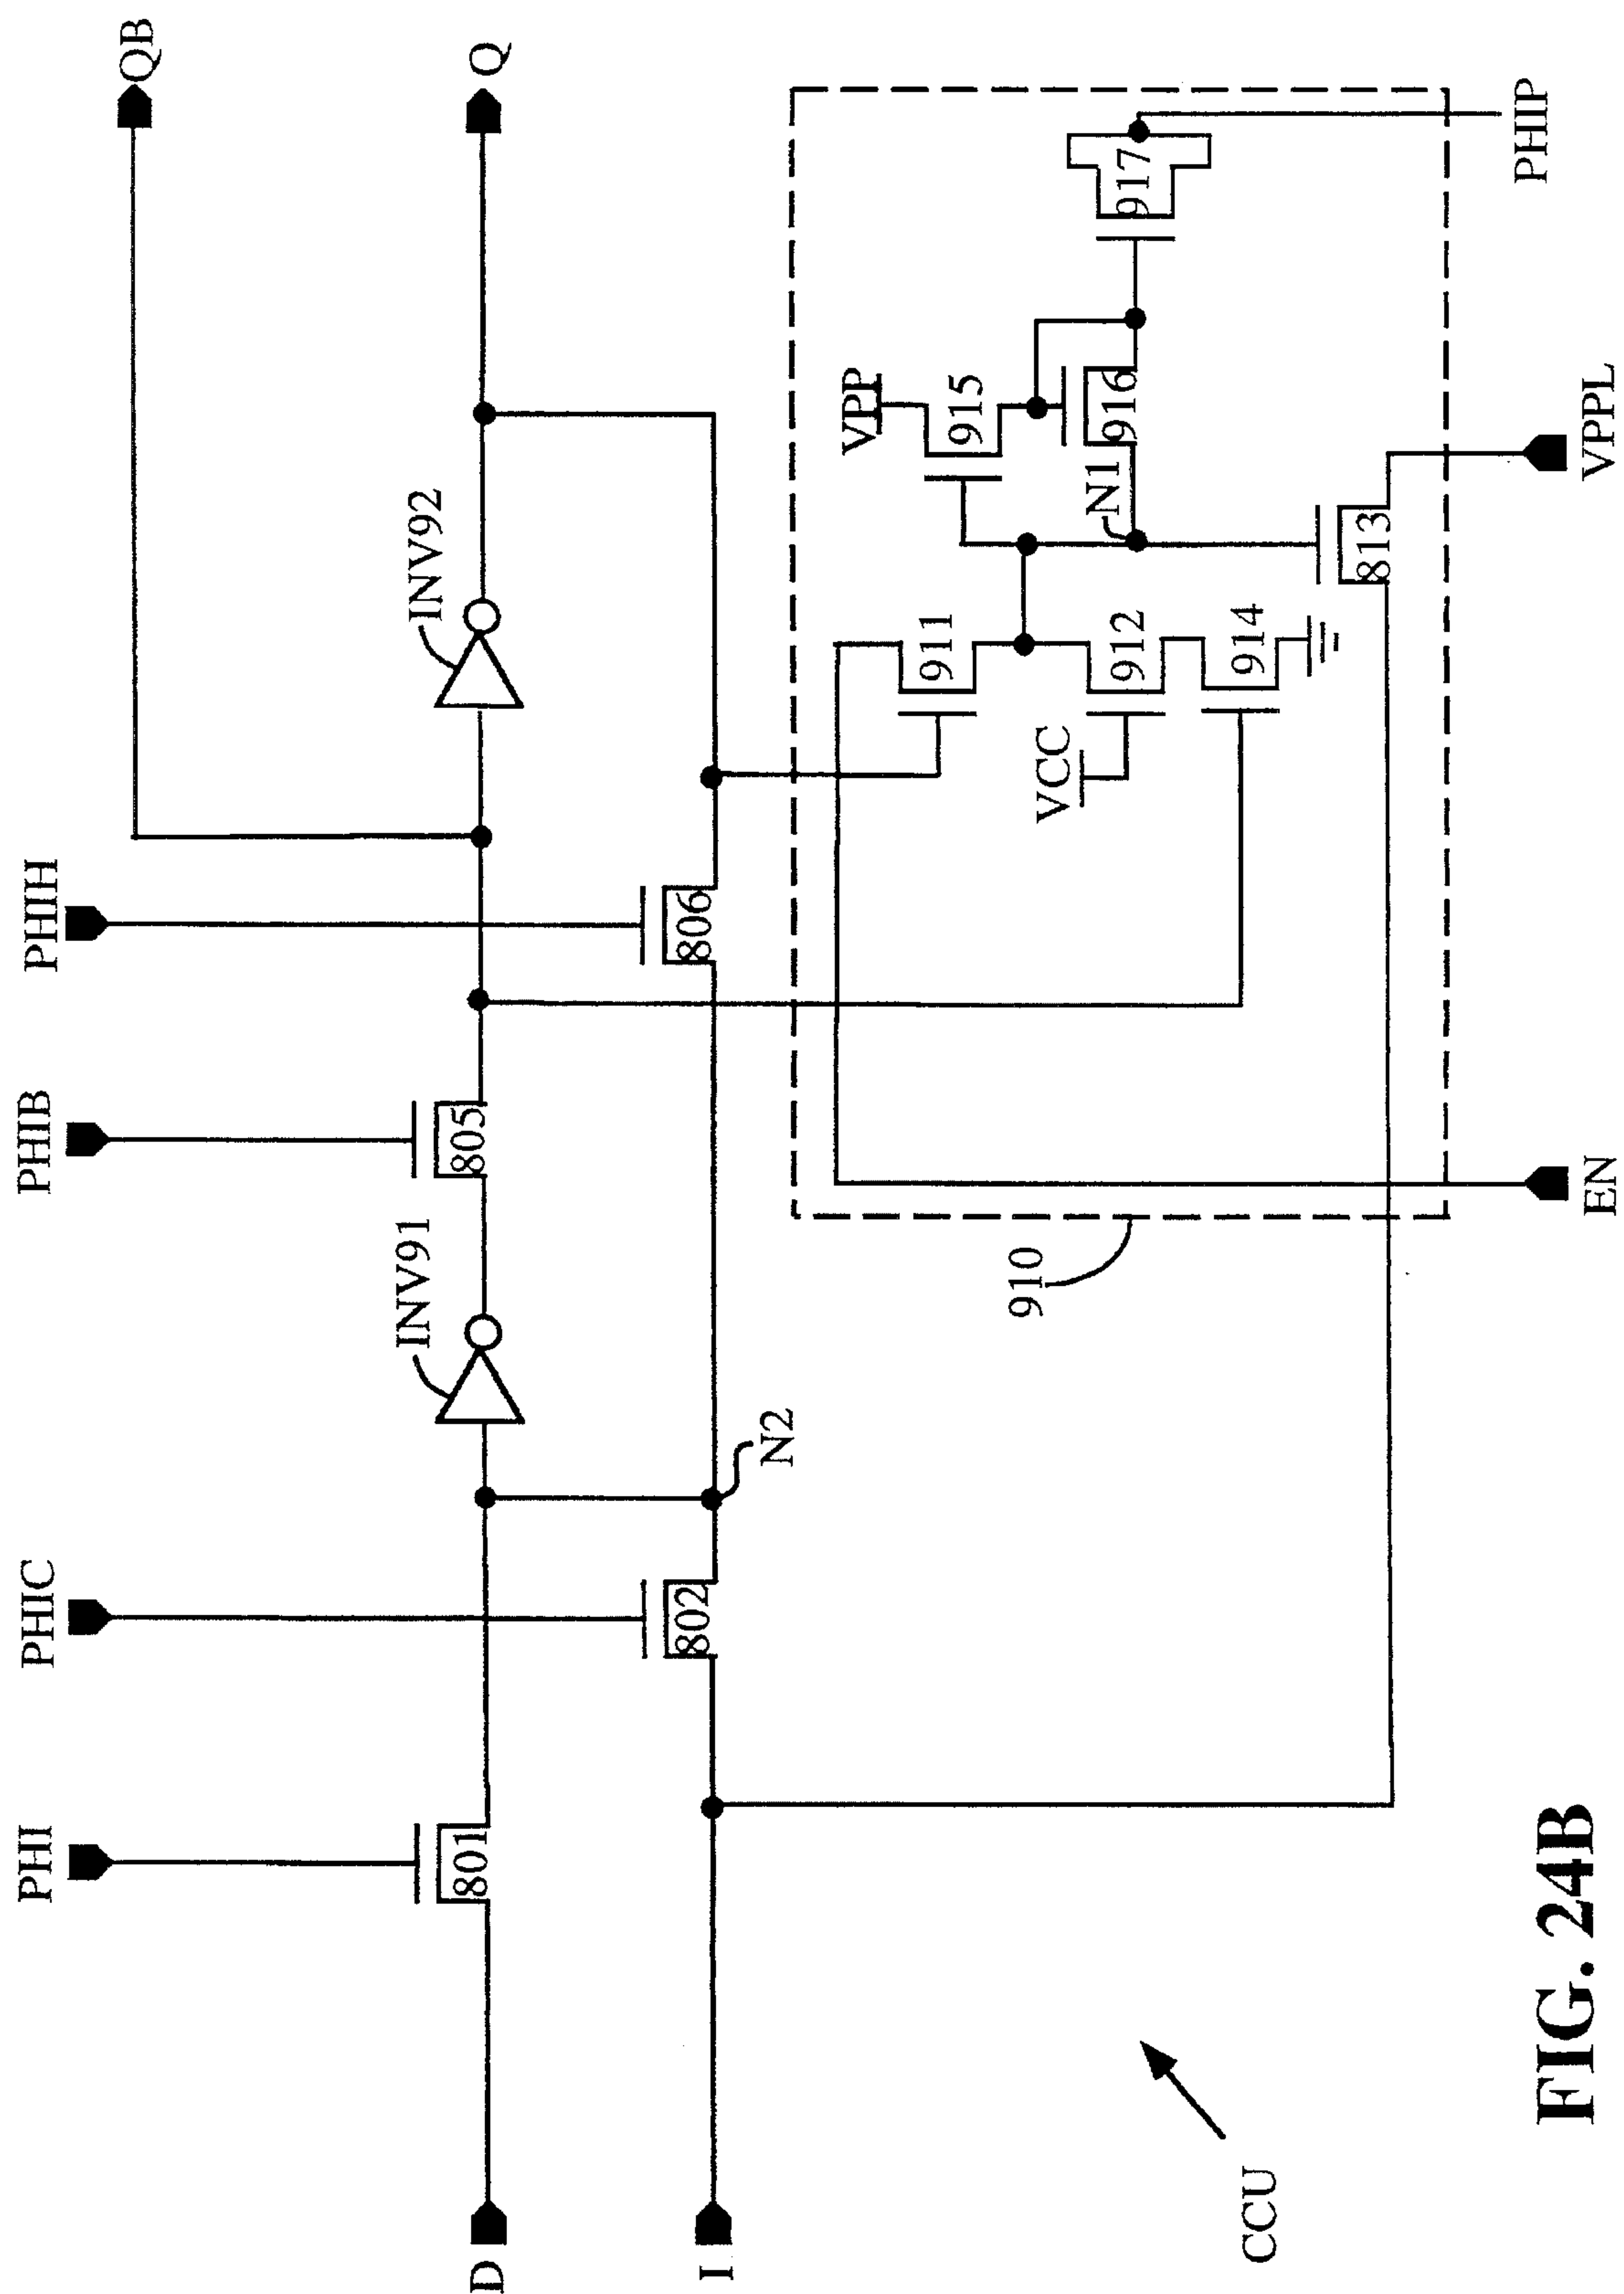 QB
Q
PHIH
PHIB
PHIC
PHI
INV92
INV91
805
801
806
802
N2
D
I
VPP
915
917
911
N1
916
VCC
912
914
813
910
PHIP
VPPL
EN
CCU
FIG. 24B